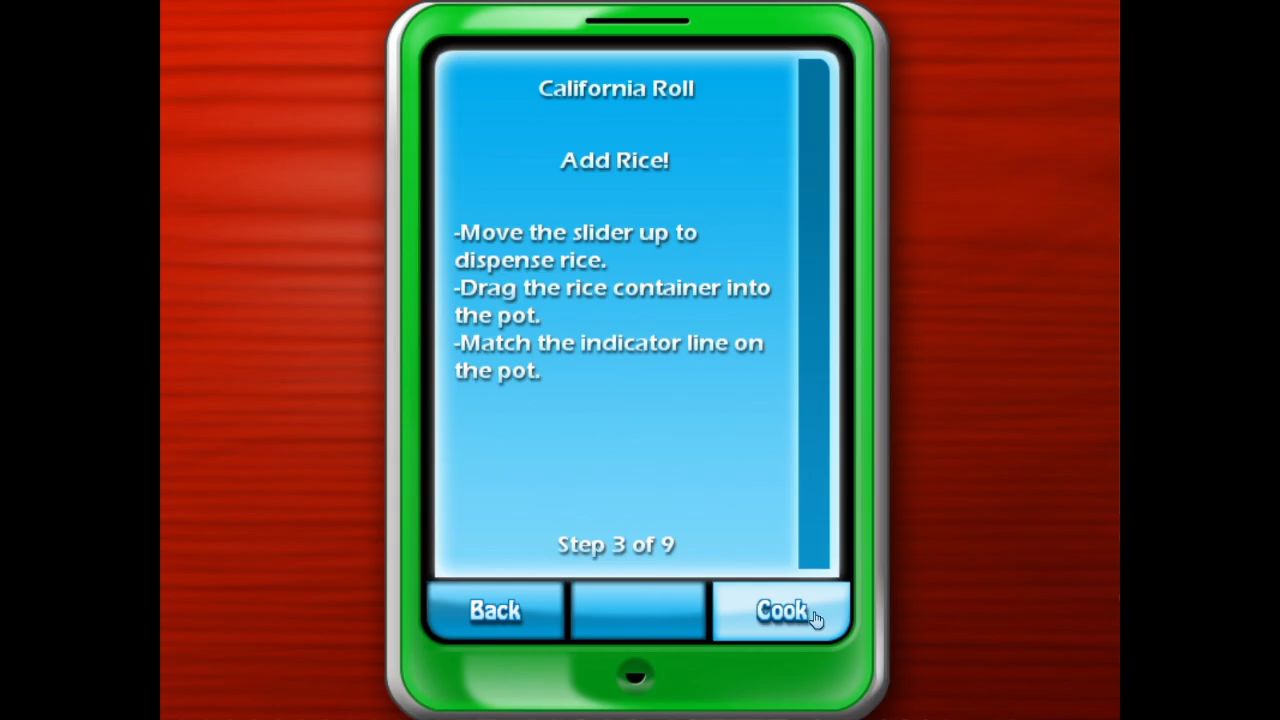 California Roll
Add Rice!
-Move the slider up to
dispense rice.
-Drag the rice container into
the pot.
-Match the indicator line on
the pot.
Step 3 of 9
Back
Cook